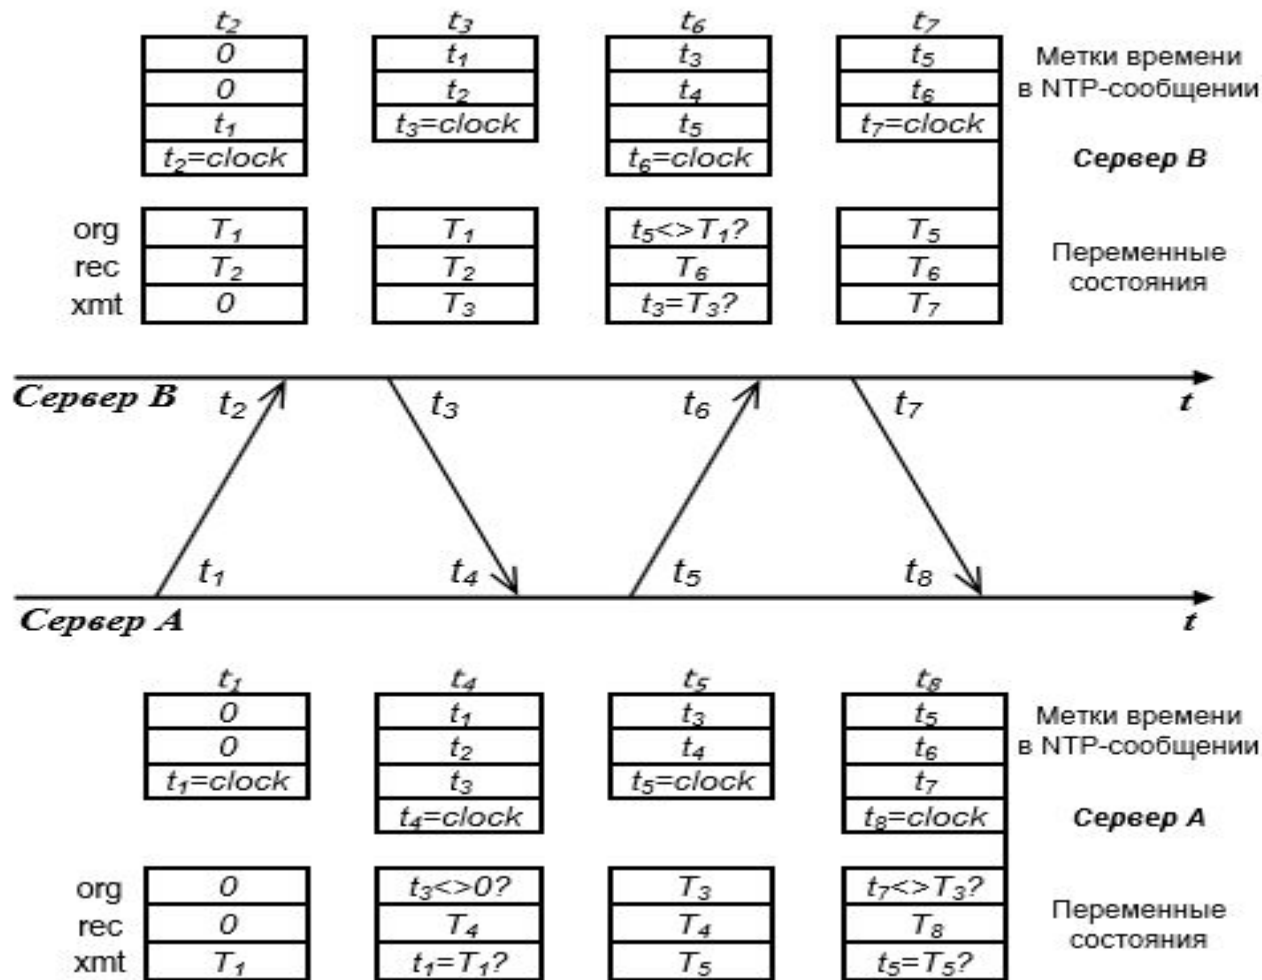 t₂ t₃ t₆ t₇
0 t₁ t₃ t₅ Метки времени
0 t₂ t₄ t₆ в NTP-сообщении
t₁ t₃=clock t₅ t₇=clock
t₂=clock t₆=clock Сервер В
org T₁ T₁ t₅<>T₁? T₅ Переменные
rec T₂ T₂ T₆ T₆ состояния
xmt 0 T₃ t₃=T₃? T₇
Сервер В t₂ t₃ t₆ t₇ t
t₁ t₄ t₅ t₈
Сервер А t
t₁ t₄ t₅ t₈
0 t₁ t₃ t₅ Метки времени
0 t₂ t₄ t₆ в NTP-сообщении
t₁=clock t₃ t₅=clock t₇
t₄=clock t₈=clock Сервер А
org 0 t₃<>0? T₃ t₇<>T₃? Переменные
rec 0 T₄ T₄ T₈ состояния
xmt T₁ t₁=T₁? T₅ t₅=T₅?